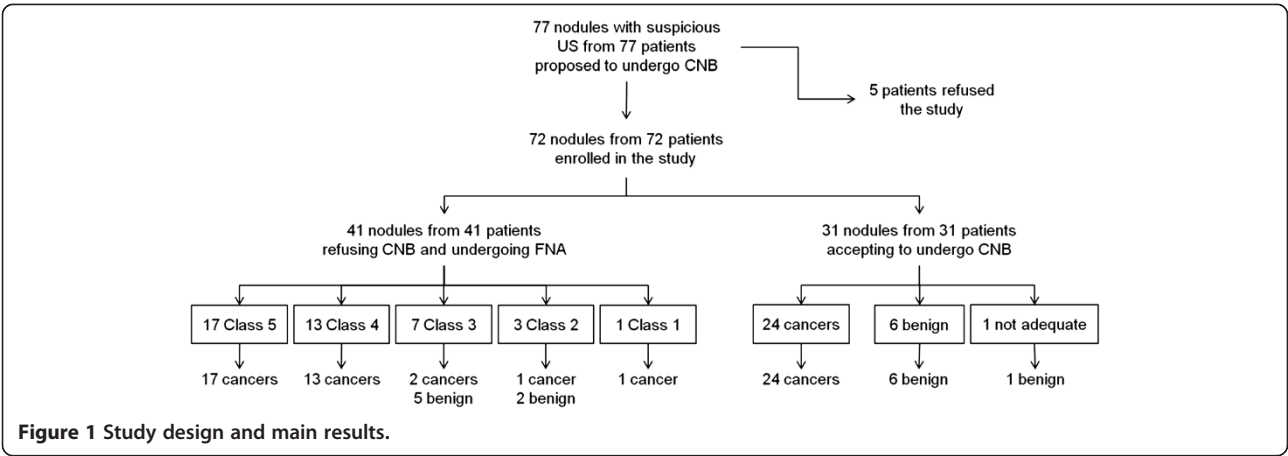 77 nodules with suspicious
US from 77 patients
proposed to undergo CNB
5 patients refused
the study
72 nodules from 72 patients
enrolled in the study
41 nodules from 41 patients
refusing CNB and undergoing FNA
31 nodules from 31 patients
accepting to undergo CNB
17 Class 5
13 Class 4
7 Class 3
3 Class 2
1 Class 1
24 cancers
6 benign
1 not adequate
17 cancers
13 cancers
2 cancers
5 benign
1 cancer
2 benign
1 cancer
24 cancers
6 benign
1 benign
Figure 1 Study design and main results.